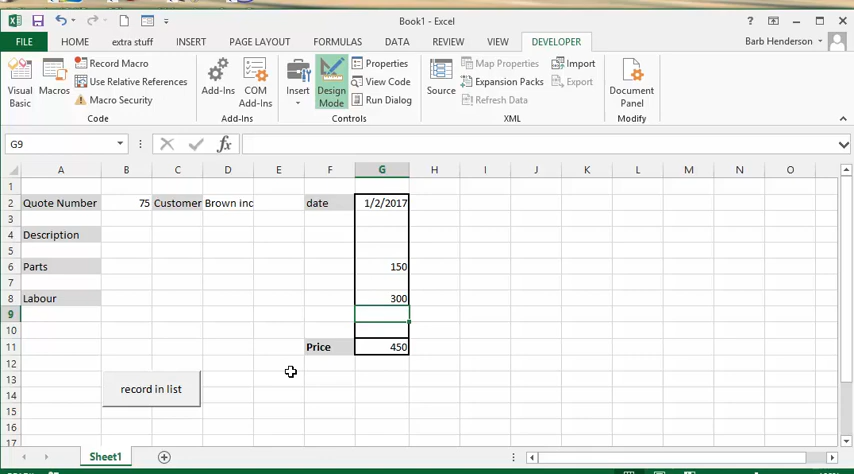 Book1 - Excel
?
FILE HOME extra stuff INSERT PAGE LAYOUT FORMULAS DATA REVIEW VIEW DEVELOPER Barb Henderson
Visual Basic
Macros
Record Macro
Use Relative References
Macro Security
Code
Add-Ins
COM Add-Ins
Add-Ins
Insert
Design Mode
Properties
View Code
Run Dialog
Controls
Source
Map Properties
Expansion Packs
Refresh Data
Import
Export
XML
Document Panel
Modify
G9 fx
A B C D E F G H I J K L M N O
1
2 Quote Number 75 Customer Brown inc date 1/2/2017
3
4 Description
5
6 Parts 150
7
8 Labour 300
9
10
11 Price 450
12
13
record in list
14
15
16
17
Sheet1